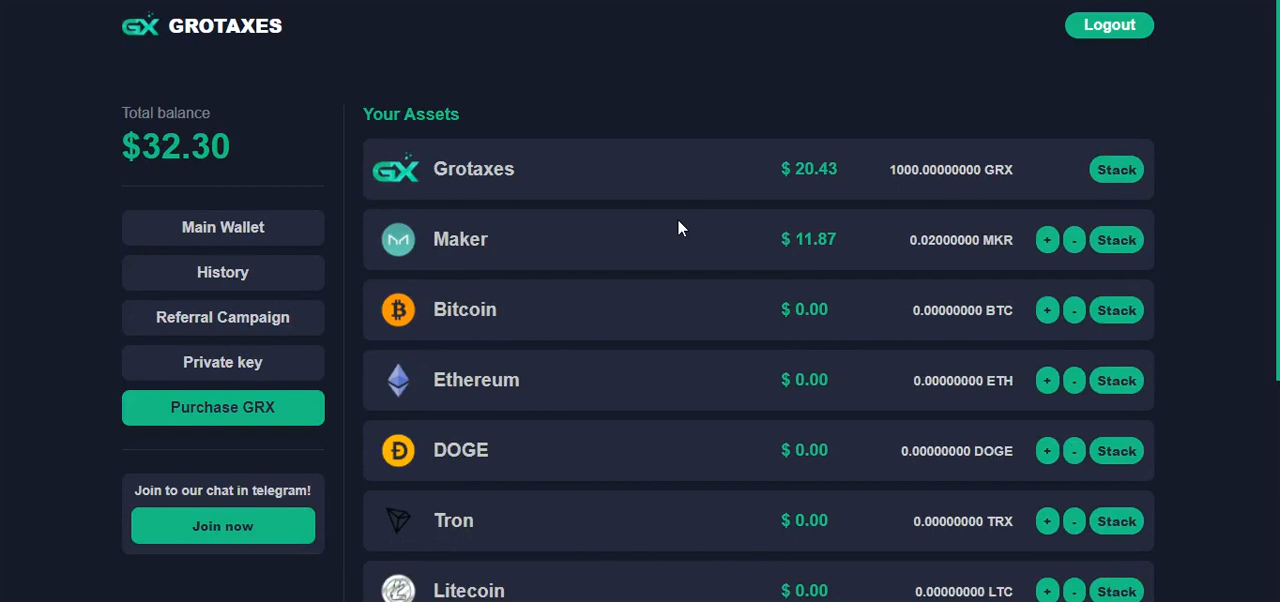 GX GROTAXES
Logout
Total balance
$32.30
Main Wallet
History
Referral Campaign
Private key
Purchase GRX
Join to our chat in telegram!
Join now
Your Assets
GX Grotaxes $ 20.43 1000.00000000 GRX Stack
Maker $ 11.87 0.02000000 MKR + - Stack
Bitcoin $ 0.00 0.00000000 BTC + - Stack
Ethereum $ 0.00 0.00000000 ETH + - Stack
DOGE $ 0.00 0.00000000 DOGE + - Stack
Tron $ 0.00 0.00000000 TRX + - Stack
Litecoin $ 0.00 0.00000000 LTC + - Stack